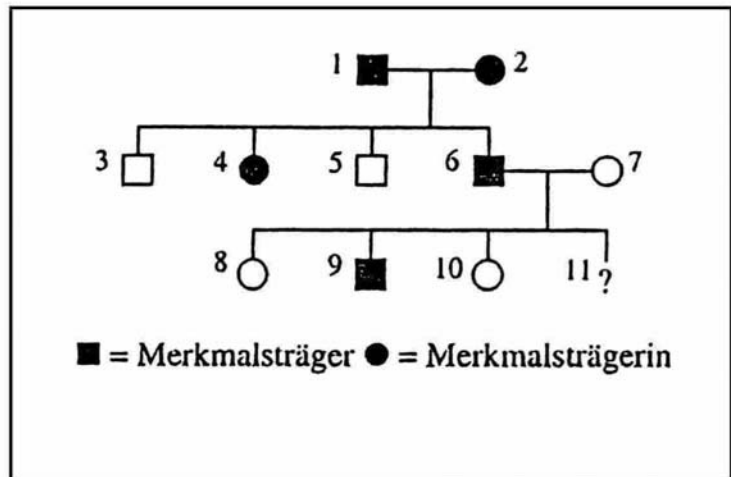 1 2
3 4 5 6 7
8 9 10 11 ?
■ = Merkmalsträger ● = Merkmalsträgerin